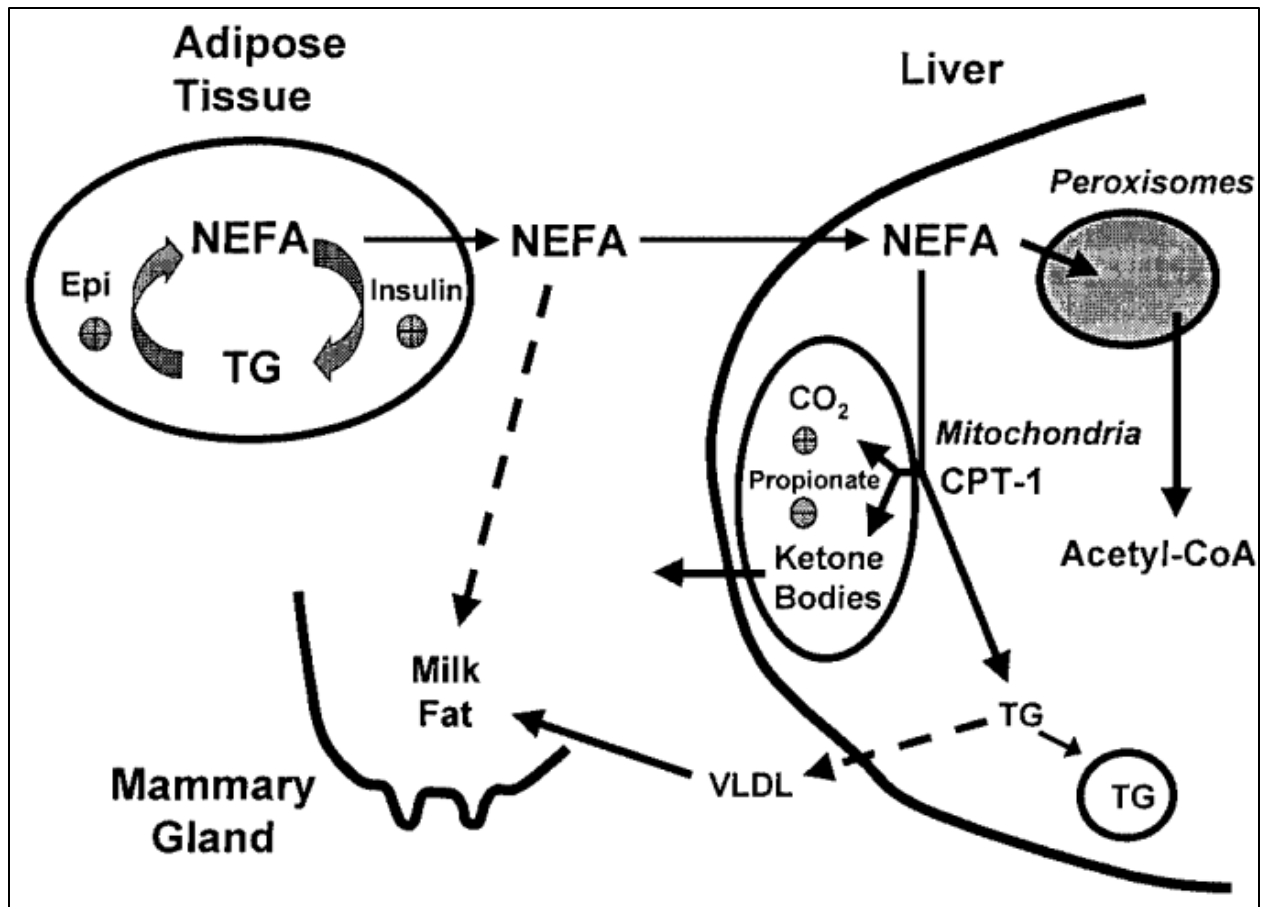 Adipose
Tissue
Liver
Peroxisomes
NEFA
NEFA
NEFA
Epi
Insulin
TG
CO₂
Mitochondria
Propionate
CPT-1
Ketone
Bodies
Acetyl-CoA
Milk
Fat
TG
VLDL
TG
Mammary
Gland